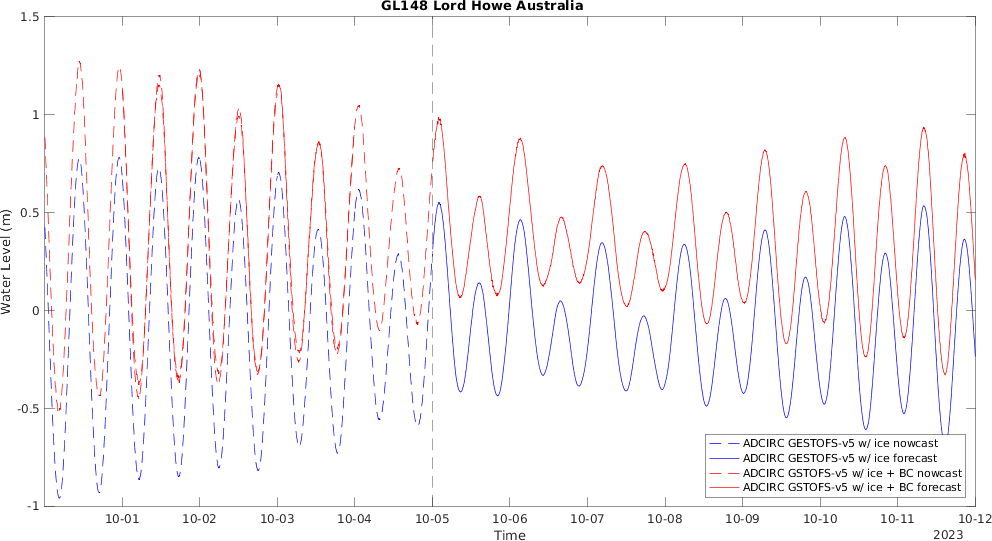 GL148 Lord Howe Australia
1.5
1
0.5
0
-0.5
-1
Water Level (m)
10-01 10-02 10-03 10-04 10-05 10-06 10-07 10-08 10-09 10-10 10-11 10-12
Time
2023
ADCIRC GESTOFS-v5 w/ ice nowcast
ADCIRC GESTOFS-v5 w/ ice forecast
ADCIRC GSTOFS-v5 w/ ice + BC nowcast
ADCIRC GSTOFS-v5 w/ ice + BC forecast